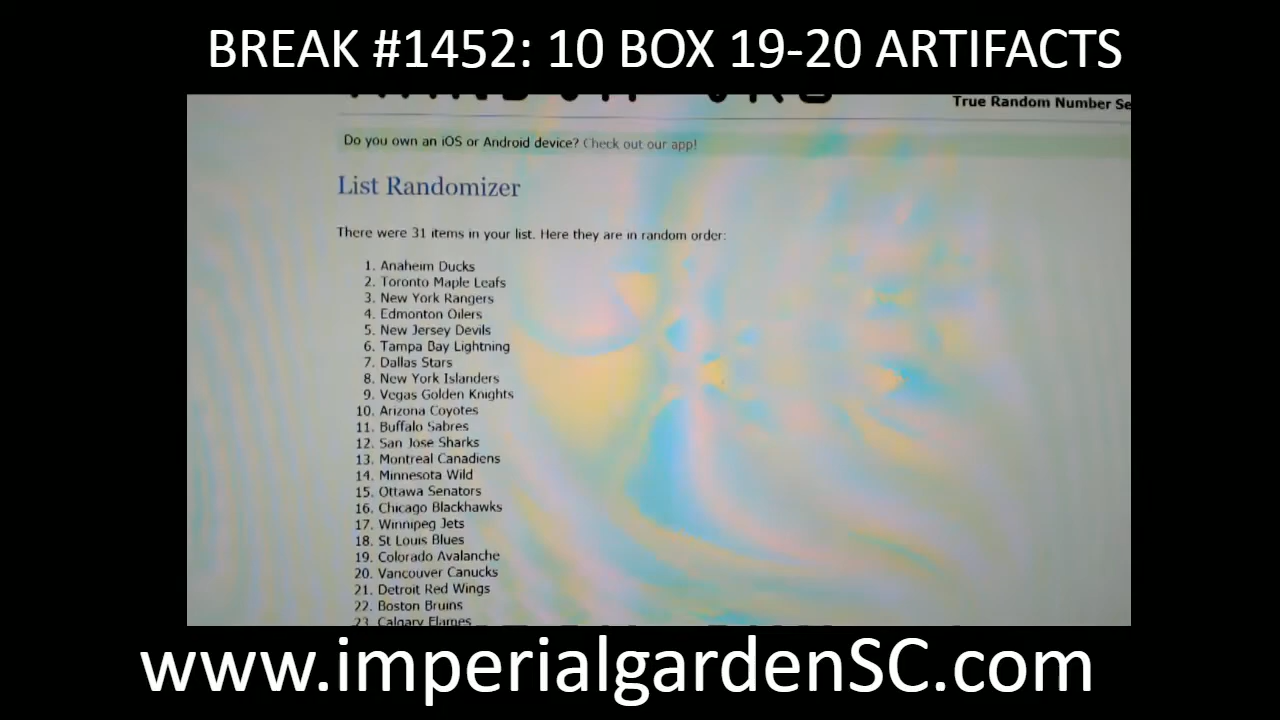 BREAK #1452: 10 BOX 19-20 ARTIFACTS
True Random Number Se
Do you own an iOS or Android device? Check out our app!
List Randomizer
There were 31 items in your list. Here they are in random order:
1. Anaheim Ducks
2. Toronto Maple Leafs
3. New York Rangers
4. Edmonton Oilers
5. New Jersey Devils
6. Tampa Bay Lightning
7. Dallas Stars
8. New York Islanders
9. Vegas Golden Knights
10. Arizona Coyotes
11. Buffalo Sabres
12. San Jose Sharks
13. Montreal Canadiens
14. Minnesota Wild
15. Ottawa Senators
16. Chicago Blackhawks
17. Winnipeg Jets
18. St Louis Blues
19. Colorado Avalanche
20. Vancouver Canucks
21. Detroit Red Wings
22. Boston Bruins
23. Calgary Flames
www.imperialgardenSC.com